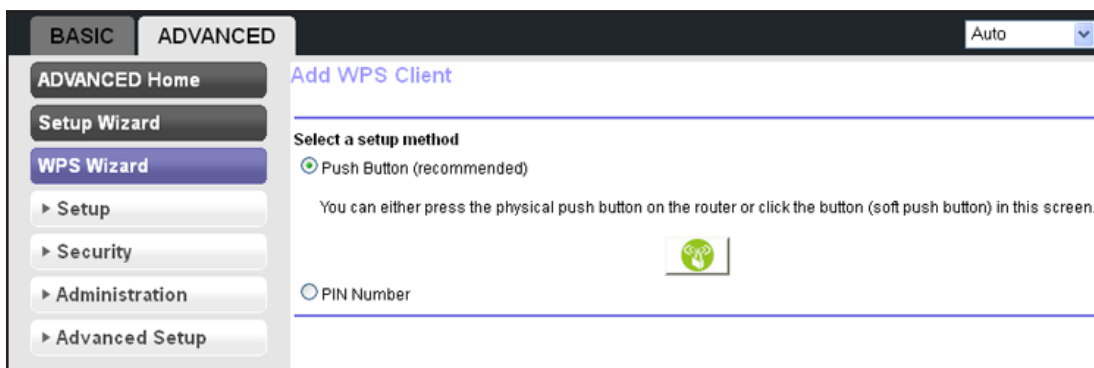 BASIC
ADVANCED
Auto
ADVANCED Home
Setup Wizard
WPS Wizard
Setup
Security
Administration
Advanced Setup
Add WPS Client
Select a setup method
Push Button (recommended)
You can either press the physical push button on the router or click the button (soft push button) in this screen.
PIN Number